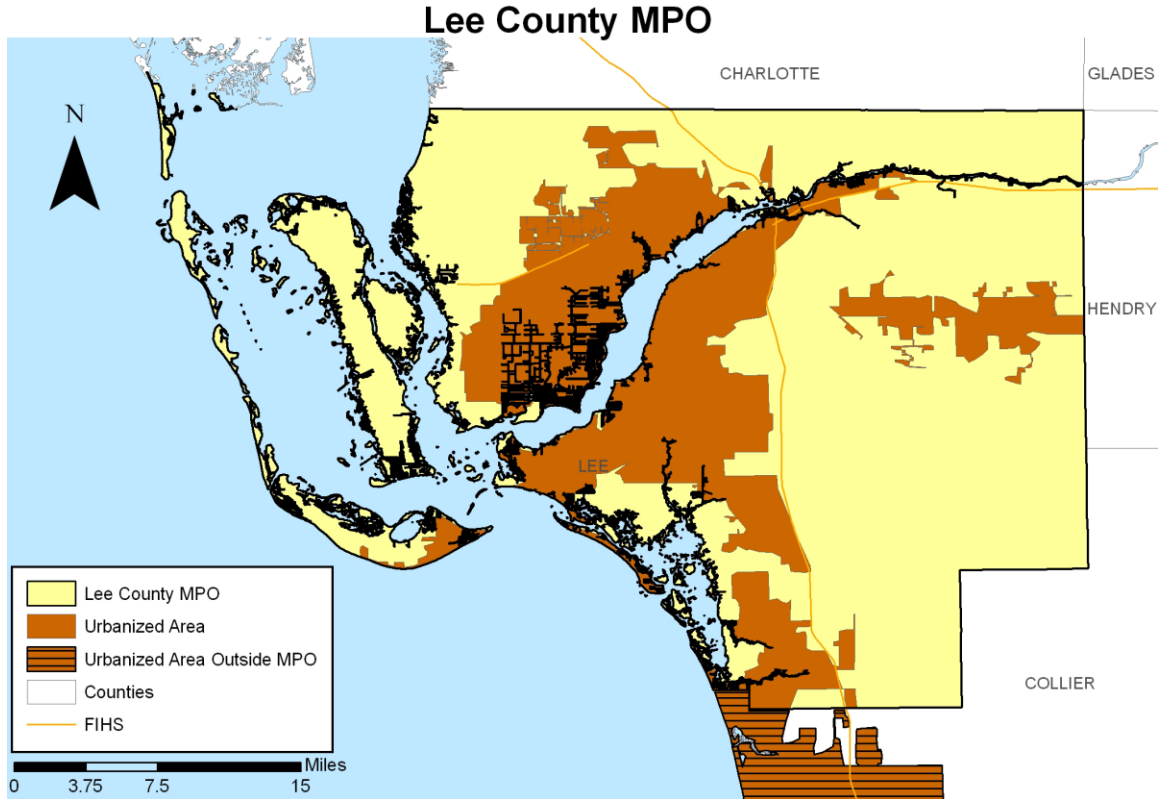 Lee County MPO
N
CHARLOTTE
GLADES
HENDRY
LEE
COLLIER
Lee County MPO
Urbanized Area
Urbanized Area Outside MPO
Counties
FIHS
Miles
0 3.75 7.5 15